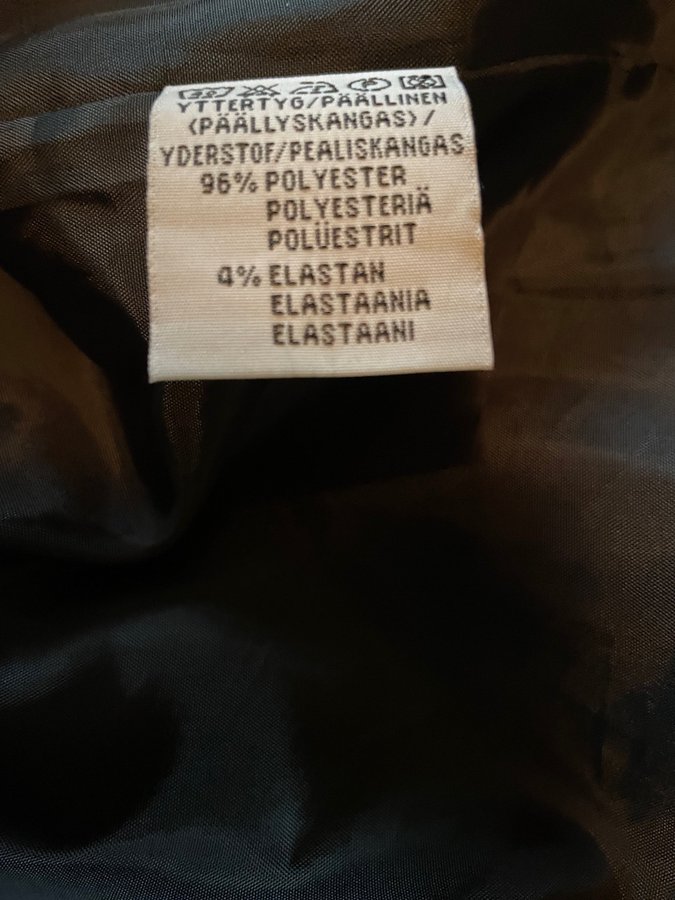 YTTERTYG/PÄÄLLINEN
(PÄÄLLYSKANGAS)/
YDERSTOF/PEALISKANGAS
96% POLYESTER
POLYESTERIÄ
POLÜESTRIT
4% ELASTAN
ELASTAANIA
ELASTAANI